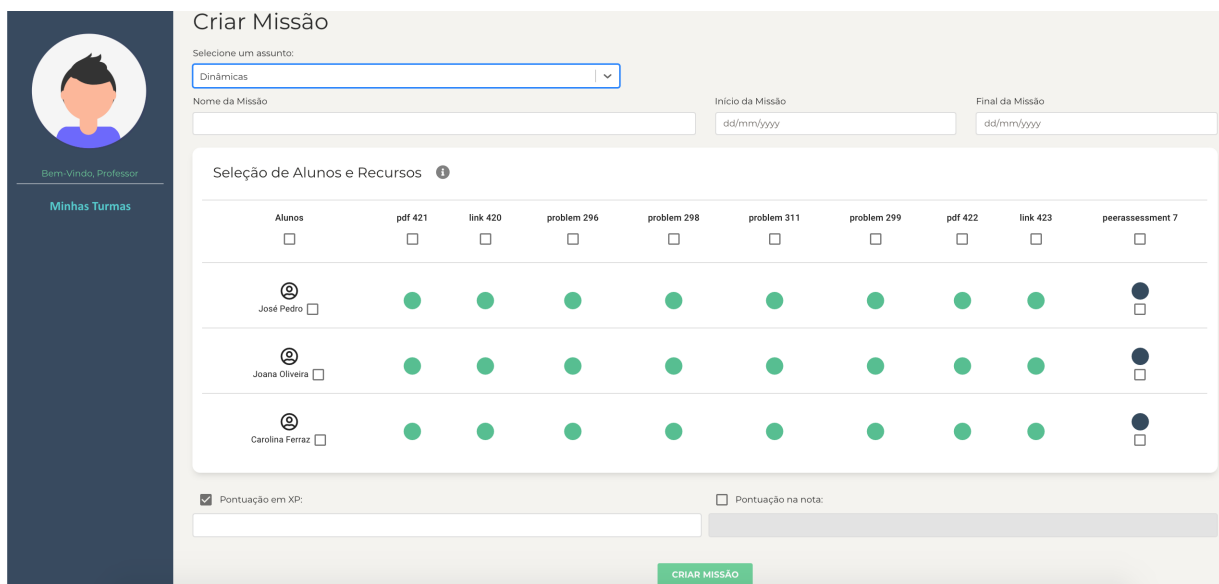 Criar Missão
Selecione um assunto:
Dinâmicas
Nome da Missão
Início da Missão
Final da Missão
dd/mm/yyyy
dd/mm/yyyy
Bem-Vindo, Professor
Minhas Turmas
Seleção de Alunos e Recursos
Alunos pdf 421 link 420 problem 296 problem 298 problem 311 problem 299 pdf 422 link 423 peerassessment 7
José Pedro
Joana Oliveira
Carolina Ferraz
Pontuação em XP:
Pontuação na nota:
CRIAR MISSÃO